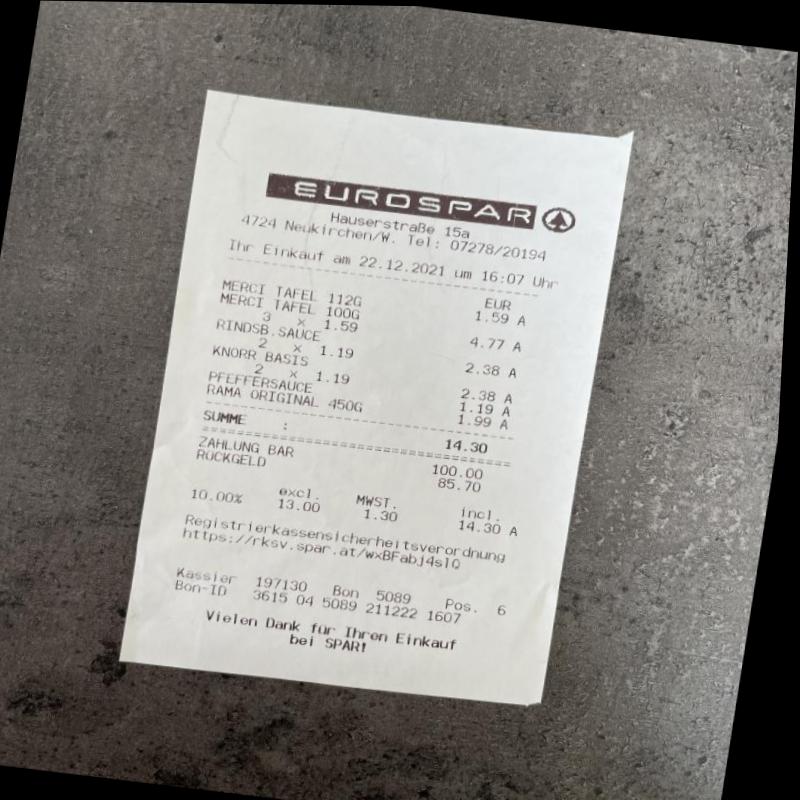 EUROSPAR
Hauserstraße 15a
4724 Neukirchen/W. Tel: 07278/20194
Ihr Einkauf am 22.12.2021 um 16:07 Uhr
EUR
MERCI TAFEL 112G 1.59 A
MERCI TAFEL 100G
3 x 1.59 4.77 A
RINDSB.SAUCE
2 x 1.19 2.38 A
KNORR BASIS
2 x 1.19 2.38 A
PFEFFERSAUCE 1.19 A
RAMA ORIGINAL 450G 1.99 A
SUMME : 14.30
ZAHLUNG BAR 100.00
RÜCKGELD 85.70
excl. MWST. incl.
10.00% 13.00 1.30 14.30 A
Registrierkassensicherheitsverordnung
https://rksv.spar.at/wxBFabj4slQ
Kassier 197130 Bon 5089 Pos. 6
Bon-ID 3615 04 5089 211222 1607
Vielen Dank für Ihren Einkauf
bei SPAR!